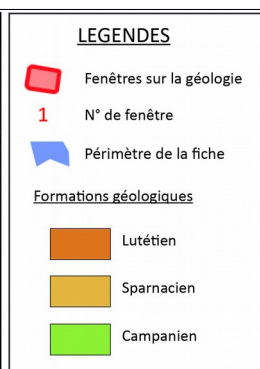 LEGENDES
Fenêtres sur la géologie
1 N° de fenêtre
Périmètre de la fiche
Formations géologiques
Lutétien
Sparnacien
Campanien